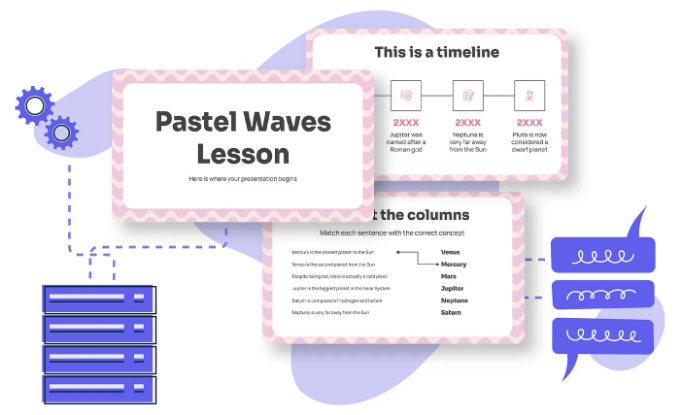 This is a timeline
2XXX
2XXX
2XXX
Jupiter was
named after a
Roman god
Neptune is
very far away
from the Sun
Pluto is now
considered a
dwarf planet
Pastel Waves
Lesson
Here is where your presentation begins
t the columns
Match each sentence with the correct concept
Mercury is the closest planet to the Sun
Venus
Venus is the second planet from the Sun
Mercury
Despite being red, Mars is actually a cold place
Mars
Jupiter is the biggest planet in the Solar System
Jupiter
Saturn is composed of hydrogen and helium
Neptune
Neptune is very far away from the Sun
Saturn